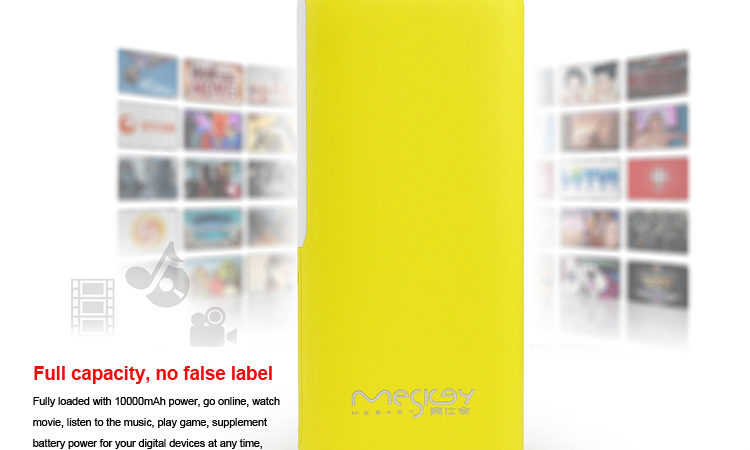 Full capacity, no false label
Fully loaded with 10000mAh power, go online, watch
movie, listen to the music, play game, supplement
battery power for your digital devices at any time,
MESKEY